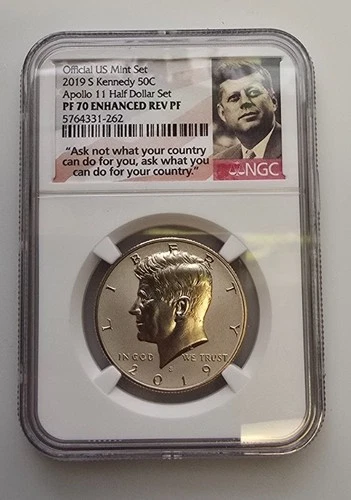 Official US Mint Set
2019 S Kennedy 50C
Apollo 11 Half Dollar Set
PF 70 ENHANCED REV PF
5764331-262
"Ask not what your country
can do for you, ask what you
can do for your country."
NGC
LIBERTY
IN GOD WE TRUST
S
2019